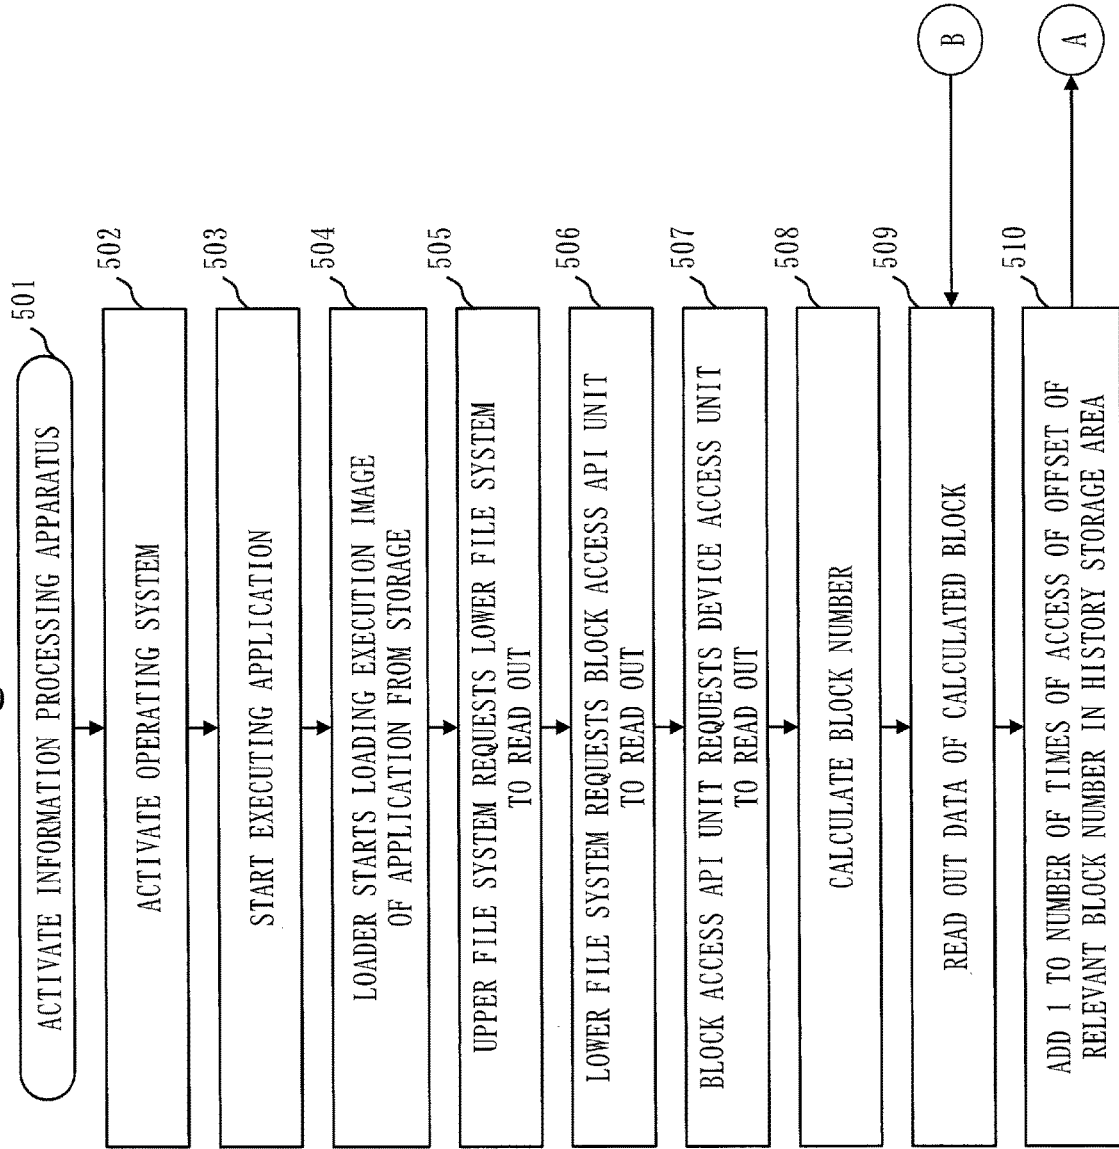 501
ACTIVATE INFORMATION PROCESSING APPARATUS
502
ACTIVATE OPERATING SYSTEM
503
START EXECUTING APPLICATION
504
LOADER STARTS LOADING EXECUTION IMAGE
OF APPLICATION FROM STORAGE
505
UPPER FILE SYSTEM REQUESTS LOWER FILE SYSTEM
TO READ OUT
506
LOWER FILE SYSTEM REQUESTS BLOCK ACCESS API UNIT
TO READ OUT
507
BLOCK ACCESS API UNIT REQUESTS DEVICE ACCESS UNIT
TO READ OUT
508
CALCULATE BLOCK NUMBER
509
B
READ OUT DATA OF CALCULATED BLOCK
510
A
ADD 1 TO NUMBER OF TIMES OF ACCESS OF OFFSET OF
RELEVANT BLOCK NUMBER IN HISTORY STORAGE AREA